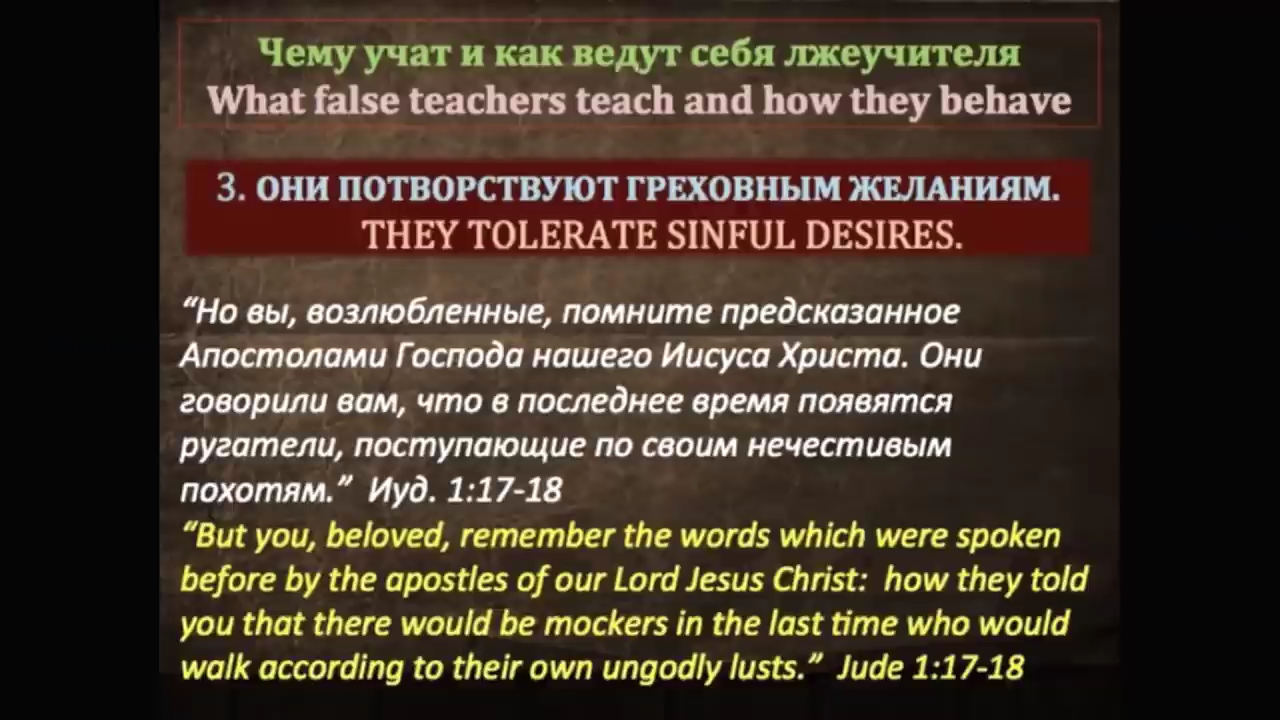 Чему учат и как ведут себя лжеучителя
What false teachers teach and how they behave
3. ОНИ ПОТВОРСТВУЮТ ГРЕХОВНЫМ ЖЕЛАНИЯМ.
THEY TOLERATE SINFUL DESIRES.
“Но вы, возлюбленные, помните предсказанное
Апостолами Господа нашего Иисуса Христа. Они
говорили вам, что в последнее время появятся
ругатели, поступающие по своим нечестивым
похотям.” Иуд. 1:17-18
“But you, beloved, remember the words which were spoken
before by the apostles of our Lord Jesus Christ: how they told
you that there would be mockers in the last time who would
walk according to their own ungodly lusts.” Jude 1:17-18